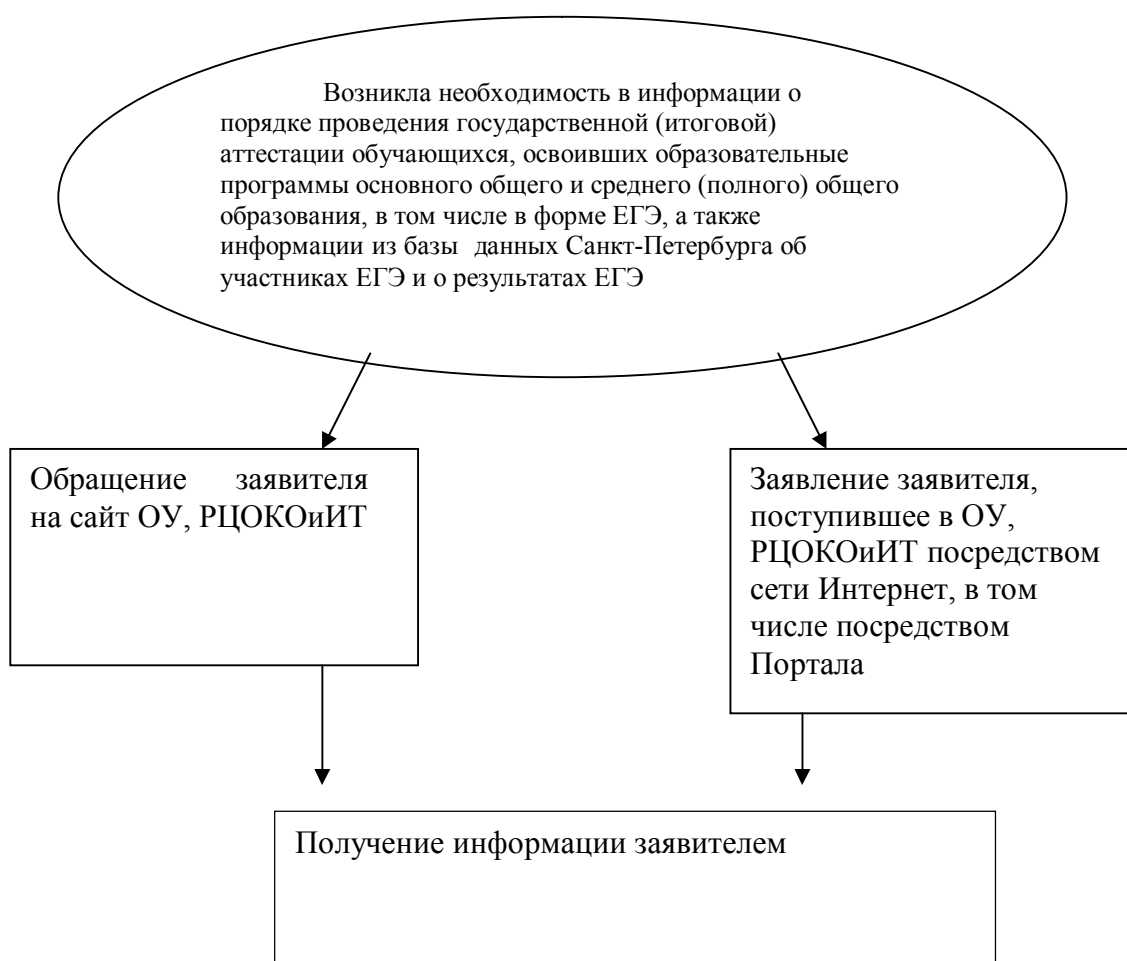 Возникла необходимость в информации о
порядке проведения государственной (итоговой)
аттестации обучающихся, освоивших образовательные
программы основного общего и среднего (полного) общего
образования, в том числе в форме ЕГЭ, а также
информации из базы данных Санкт-Петербурга об
участниках ЕГЭ и о результатах ЕГЭ
Обращение заявителя
на сайт ОУ, РЦОКОиИТ
Заявление заявителя,
поступившее в ОУ,
РЦОКОиИТ посредством
сети Интернет, в том
числе посредством
Портала
Получение информации заявителем